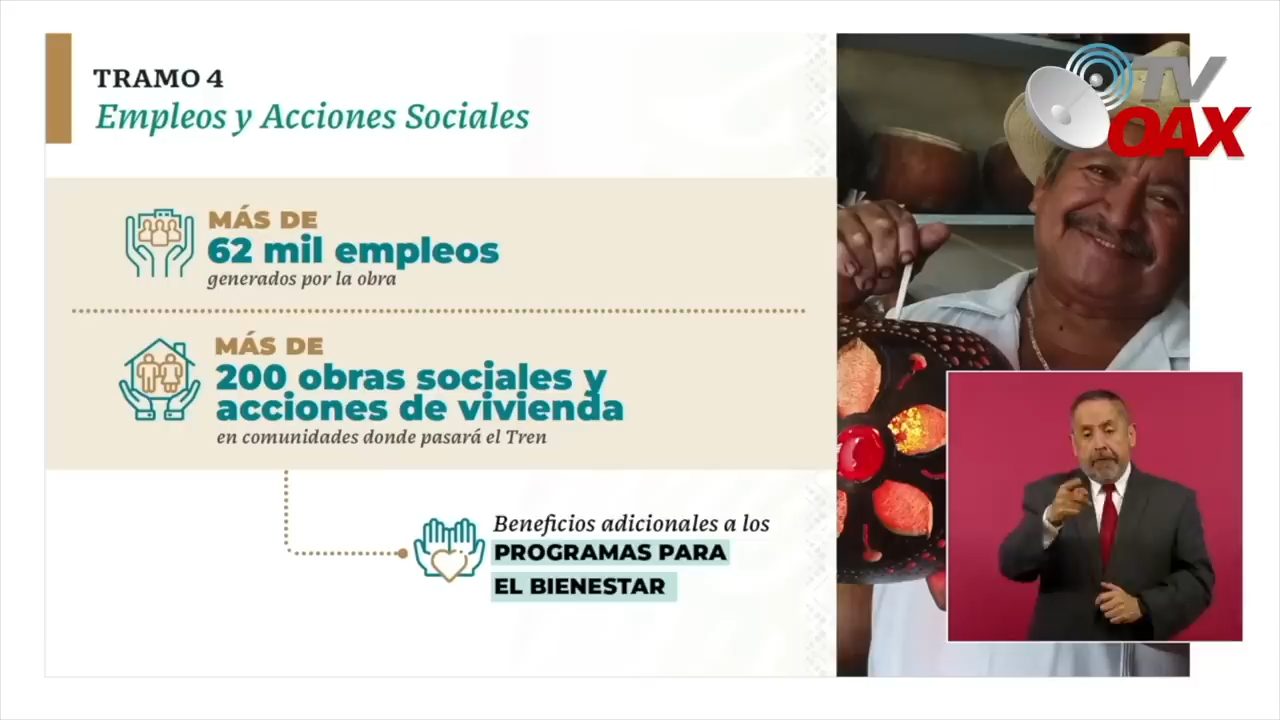 TRAMO 4
Empleos y Acciones Sociales
MÁS DE
62 mil empleos
generados por la obra
MÁS DE
200 obras sociales y
acciones de vivienda
en comunidades donde pasará el Tren
Beneficios adicionales a los
PROGRAMAS PARA
EL BIENESTAR
TV
OAX